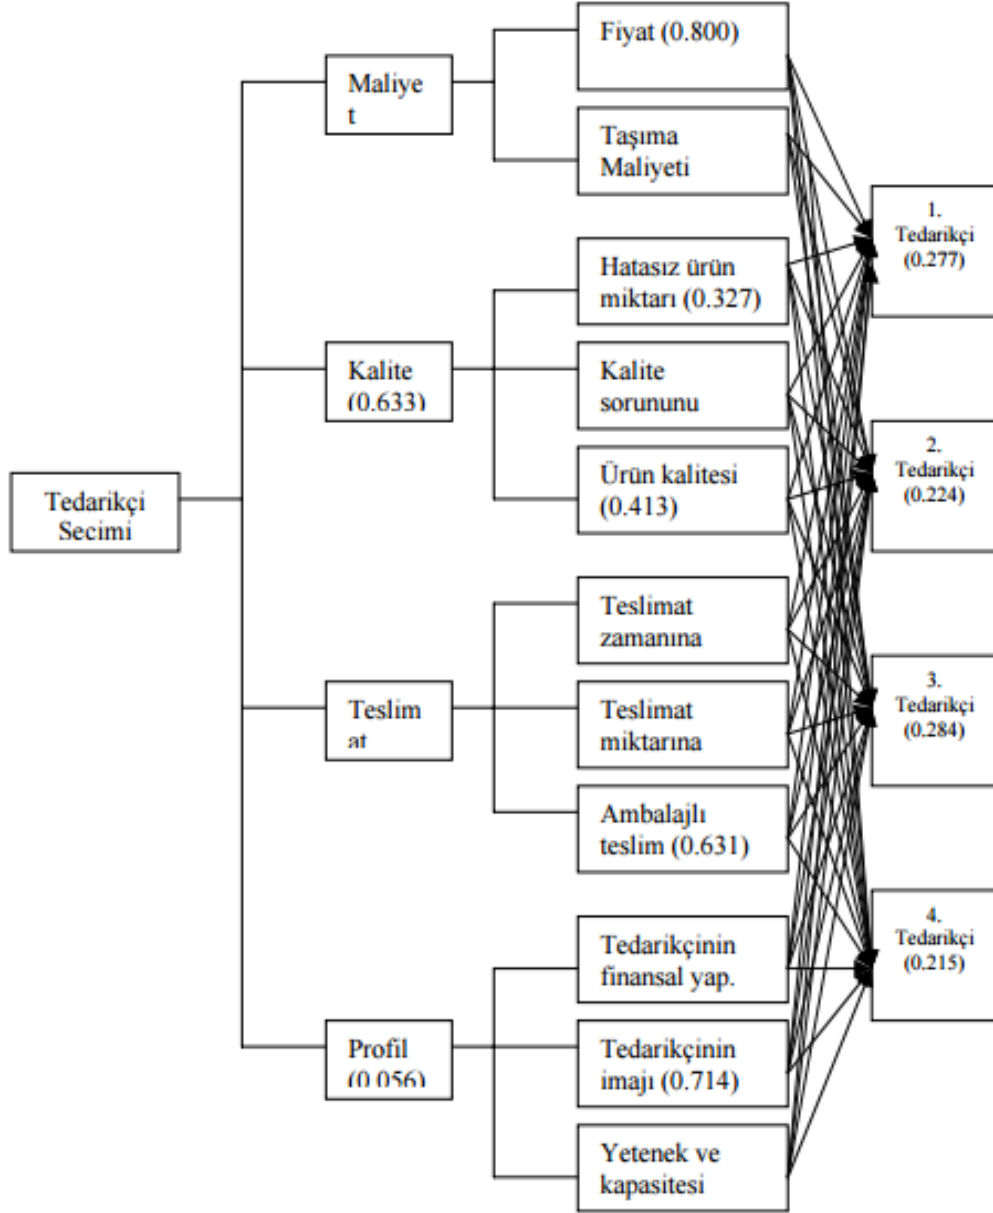 Fiyat (0.800)
Maliye
t
Taşıma
Maliyeti
1.
Tedarikçi
(0.277)
Hatasız ürün
miktarı (0.327)
Kalite
(0.633)
Kalite
sorununu
2.
Tedarikçi
(0.224)
Ürün kalitesi
(0.413)
Tedarikçi
Secimi
Teslimat
zamanına
3.
Tedarikçi
(0.284)
Teslim
at
Teslimat
miktarına
Ambalajlı
teslim (0.631)
4.
Tedarikçi
(0.215)
Tedarikçinin
finansal yap.
Profil
(0.056)
Tedarikçinin
imajı (0.714)
Yetenek ve
kapasitesi